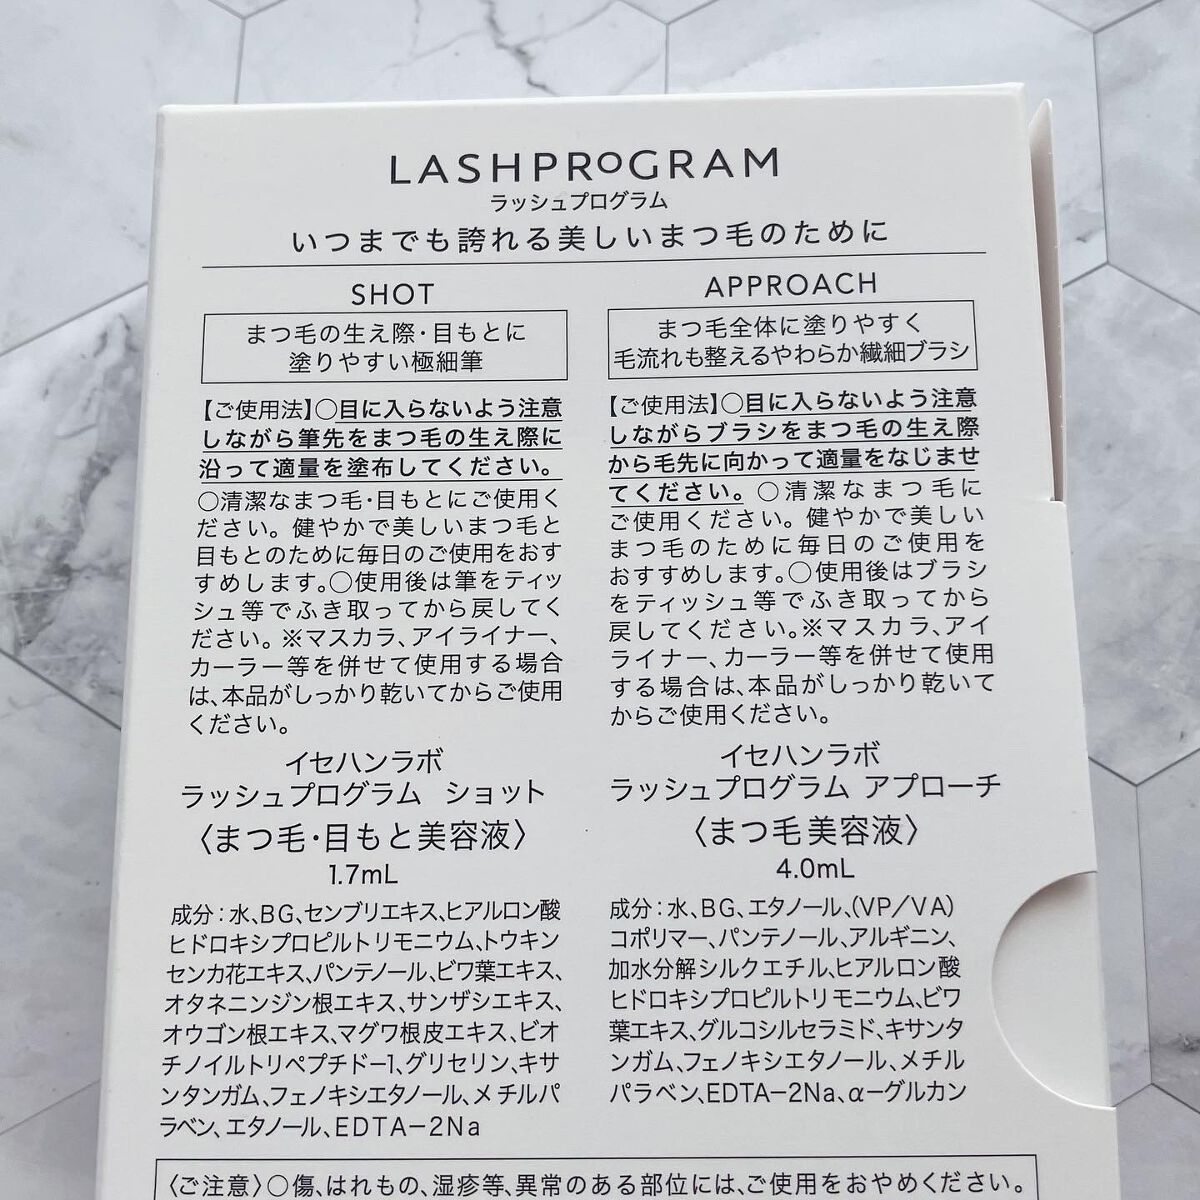 LASHPROGRAM
ラッシュプログラム
いつまでも誇れる美しいまつ毛のために
SHOT
まつ毛の生え際・目もとに
塗りやすい極細筆
【ご使用法】○目に入らないよう注意
しながら筆先をまつ毛の生え際に
沿って適量を塗布してください。
○清潔なまつ毛・目もとにご使用く
ださい。健やかで美しいまつ毛と
目もとのために毎日のご使用をおす
すめします。○使用後は筆をティッ
シュ等でふき取ってから戻してく
ださい。※マスカラ、アイライナー、
カーラー等を併せて使用する場合
は、本品がしっかり乾いてからご使用
ください。
イセハンラボ
ラッシュプログラム ショット
〈まつ毛・目もと美容液〉
1.7mL
成分：水、BG、センブリエキス、ヒアルロン酸
ヒドロキシプロピルトリモニウム、トウキン
センカ花エキス、パンテノール、ビワ葉エキス、
オタネニンジン根エキス、サンザシエキス、
オウゴン根エキス、マグワ根皮エキス、ビオ
チノイルトリペプチド-1、グリセリン、キサ
ンタンガム、フェノキシエタノール、メチルパ
ラベン、エタノール、EDTA-2Na
APPROACH
まつ毛全体に塗りやすく
毛流れも整えるやわらか繊細ブラシ
【ご使用法】○目に入らないよう注意
しながらブラシをまつ毛の生え際
から毛先に向かって適量をなじませ
てください。○清潔なまつ毛に
ご使用ください。健やかで美しい
まつ毛のために毎日のご使用を
おすすめします。○使用後はブラシ
をティッシュ等でふき取ってから
戻してください。※マスカラ、アイ
ライナー、カーラー等を併せて使用
する場合は、本品がしっかり乾いて
からご使用ください。
イセハンラボ
ラッシュプログラム アプローチ
〈まつ毛美容液〉
4.0mL
成分：水、BG、エタノール、(VP/VA)
コポリマー、パンテノール、アルギニン、
加水分解シルクエチル、ヒアルロン酸
ヒドロキシプロピルトリモニウム、ビワ
葉エキス、グルコシルセラミド、キサンタ
ンガム、フェノキシエタノール、メチル
パラベン、EDTA-2Na、α-グルカン
〈ご注意〉○傷、はれもの、湿疹等、異常のある部位には、ご使用をおやめください。